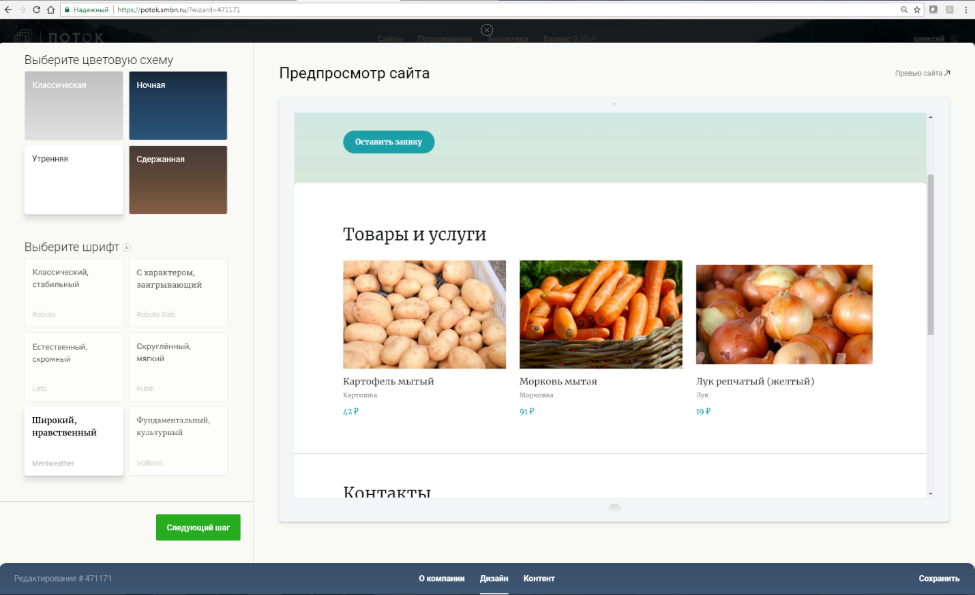 Надежный | https://potok.smbn.ru/?wizard=471171
ПОТОК
Сайты Продвижение Аналитика Баланс 0,00 ₽
алексей
Выберите цветовую схему
Классическая
Ночная
Утренняя
Сдержанная
Выберите шрифт
Классический,
стабильный
Roboto
С характером,
заигрывающий
Roboto Slab
Естественный,
скромный
Lato
Скруглённый,
мягкий
Rubik
Широкий,
нравственный
Merriweather
Фундаментальный,
культурный
Vollkorn
Следующий шаг
Предпросмотр сайта
Превью сайта
Оставить заявку
Товары и услуги
Картофель мытый
Картошка
42 ₽
Морковь мытая
Морковка
91 ₽
Лук репчатый (желтый)
Лук
19 ₽
Контакты
Редактирование # 471171
О компании Дизайн Контент
Сохранить